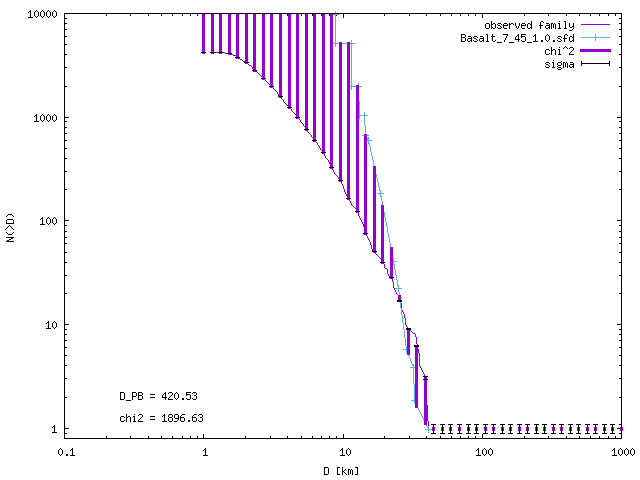 observed family
Basalt_7_45_1.0.sfd
chi^2
sigma
10000
1000
100
10
1
N(>D)
D_PB = 420.53
chi2 = 1896.63
0.1 1 10 100 1000
D [km]